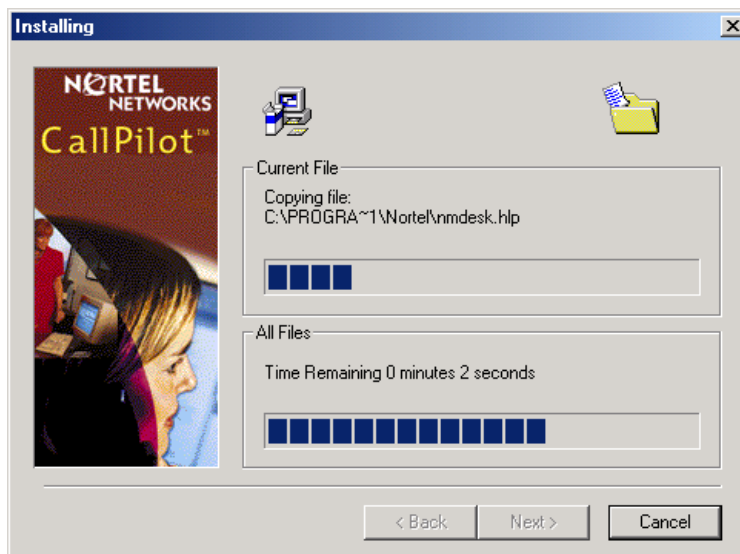 Installing
NORTEL
NETWORKS
CallPilot™
Current File
Copying file:
C:\PROGRA~1\Nortel\nmdesk.hlp
All Files
Time Remaining 0 minutes 2 seconds
< Back
Next >
Cancel